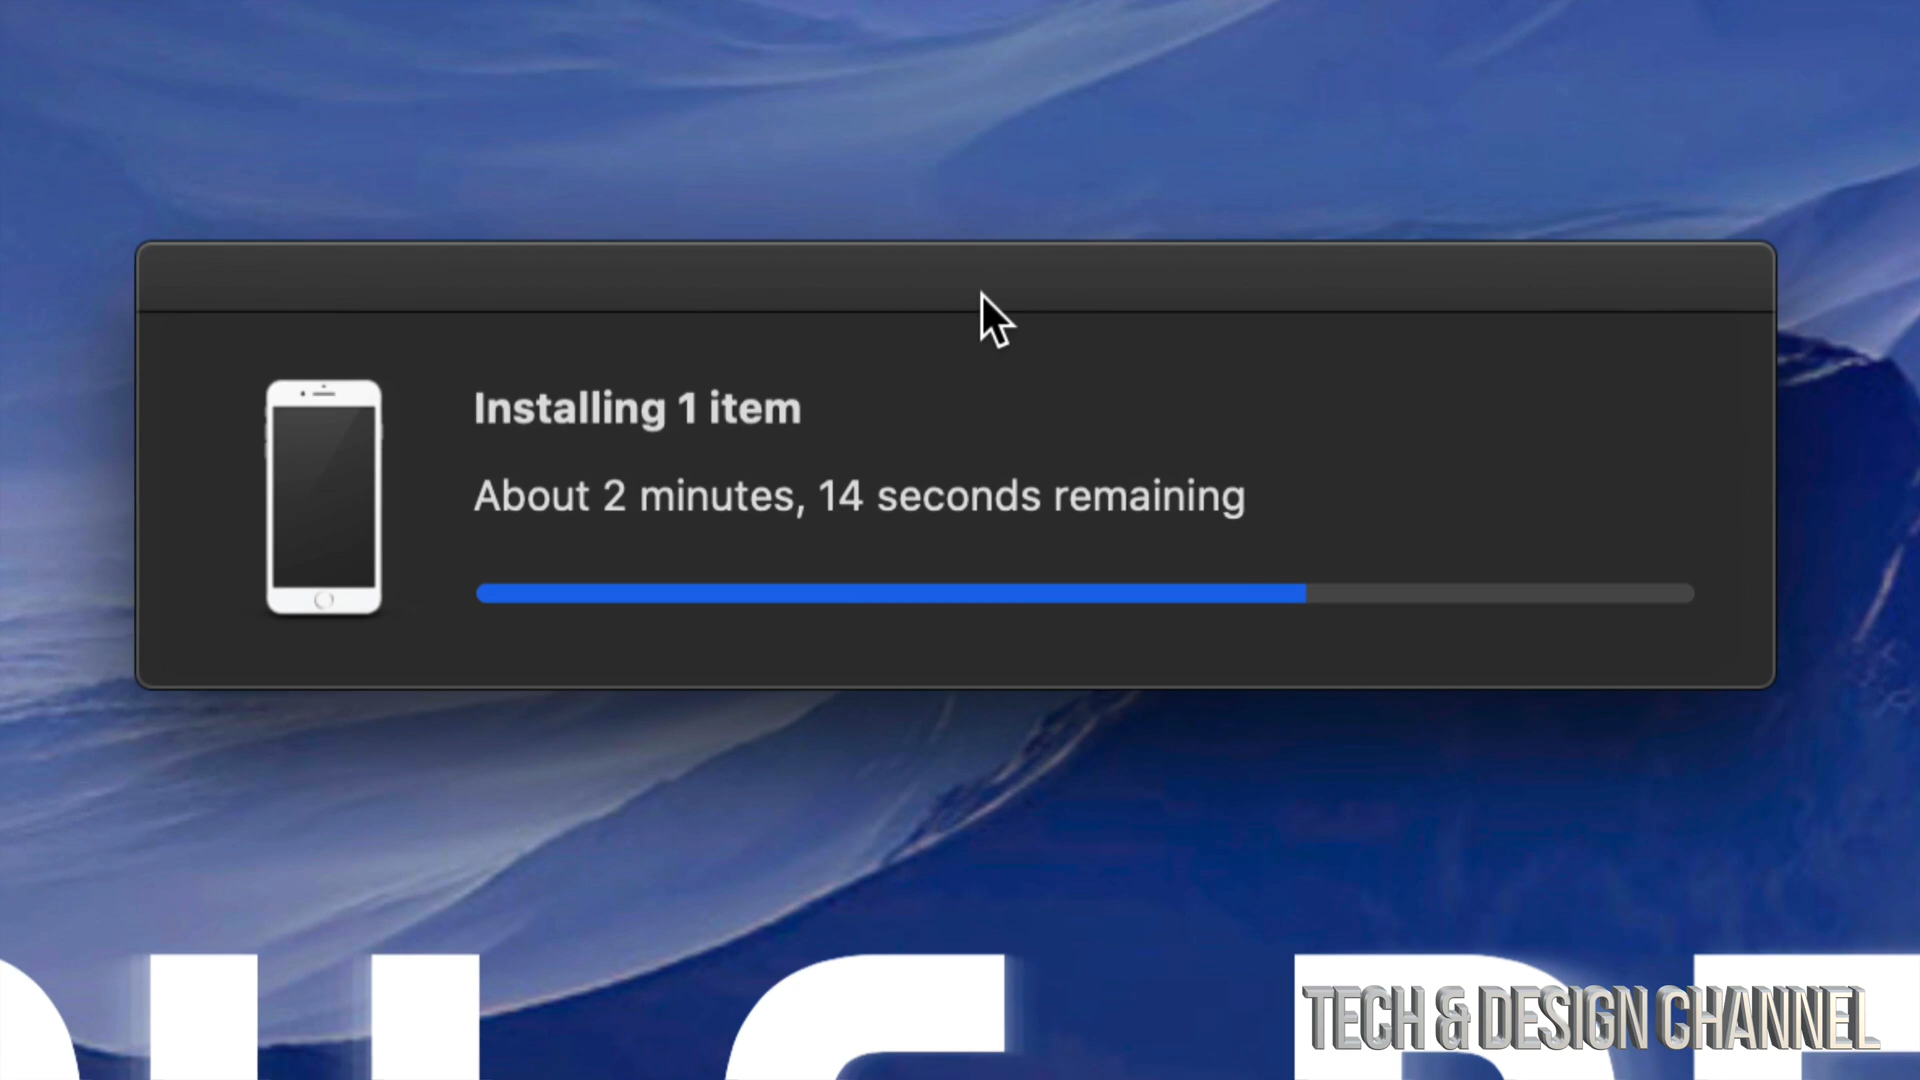 Installing 1 item
About 2 minutes, 14 seconds remaining
TECH & DESIGN CHANNEL